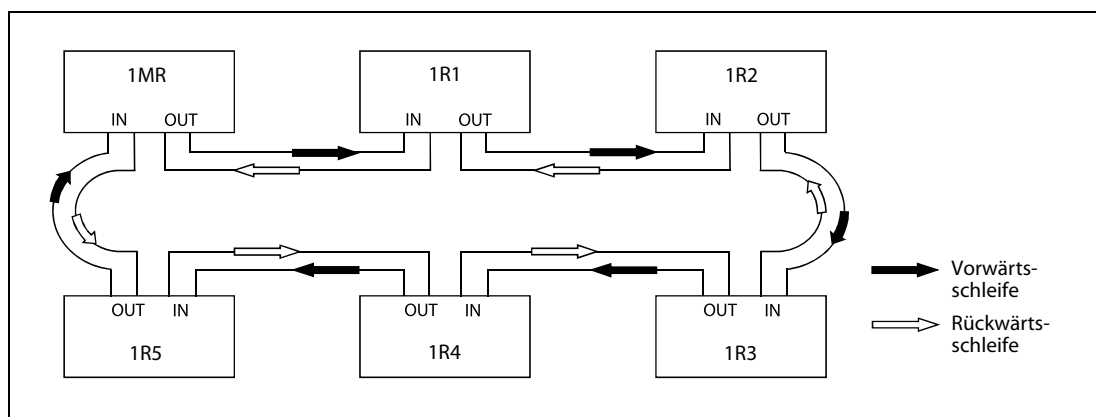 1MR
IN OUT
1R1
IN OUT
1R2
IN OUT
OUT IN
1R5
OUT IN
1R4
OUT IN
1R3
Vorwärts-
schleife
Rückwärts-
schleife